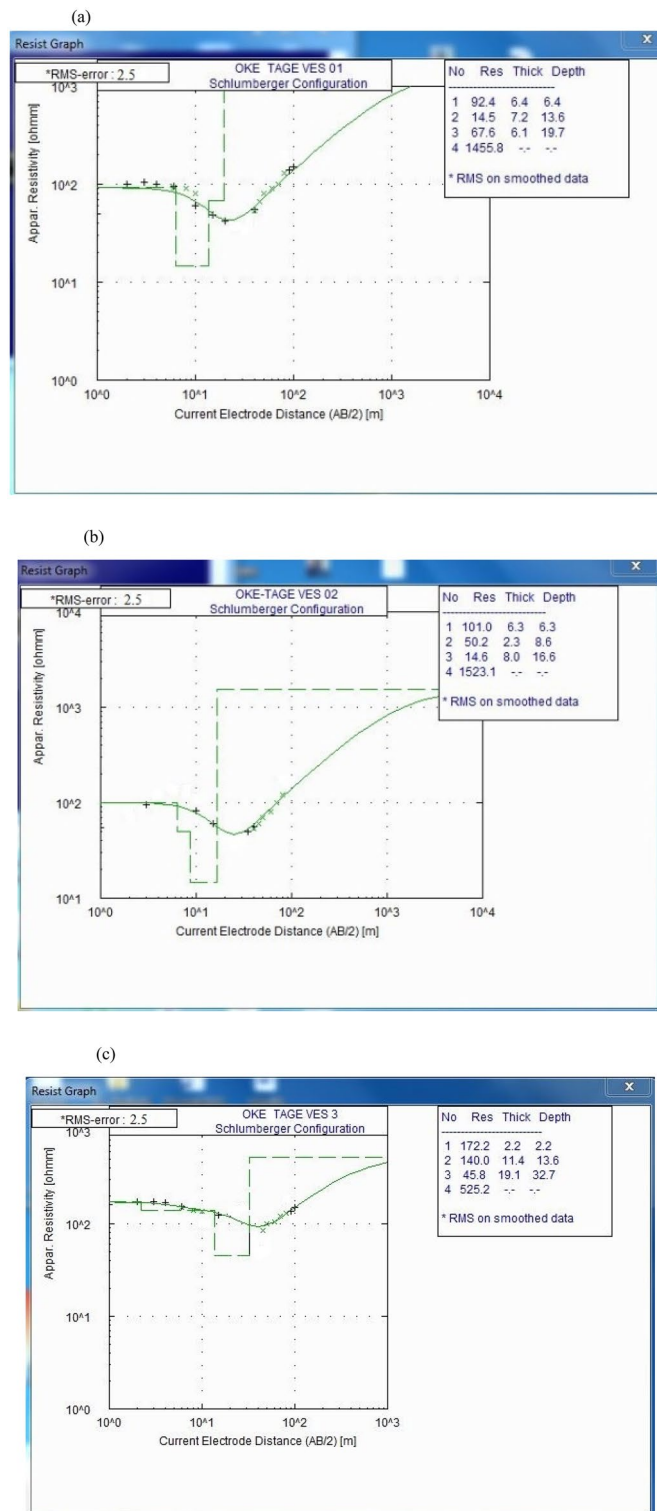 (a)
Resist Graph
x
*RMS-error : 2.5
OKE TAGE VES 01
Schlumberger Configuration
No Res Thick Depth
1 92.4 6.4 6.4
2 14.5 7.2 13.6
3 67.6 6.1 19.7
4 1455.8 -.- -.-
* RMS on smoothed data
10^3
10^2
10^1
10^0
Appar. Resistivity [ohmm]
10^0 10^1 10^2 10^3 10^4
Current Electrode Distance (AB/2) [m]
(b)
Resist Graph
x
*RMS-error : 2.5
OKE-TAGE VES 02
Schlumberger Configuration
No Res Thick Depth
1 101.0 6.3 6.3
2 50.2 2.3 8.6
3 14.6 8.0 16.6
4 1523.1 -.- -.-
* RMS on smoothed data
10^4
10^3
10^2
10^1
Appar. Resistivity [ohmm]
10^0 10^1 10^2 10^3 10^4
Current Electrode Distance (AB/2) [m]
(c)
Resist Graph
x
*RMS-error : 2.5
OKE TAGE VES 3
Schlumberger Configuration
No Res Thick Depth
1 172.2 2.2 2.2
2 140.0 11.4 13.6
3 45.8 19.1 32.7
4 525.2 -.- -.-
* RMS on smoothed data
10^3
10^2
10^1
10^0
Appar. Resistivity [ohmm]
10^0 10^1 10^2 10^3
Current Electrode Distance (AB/2) [m]